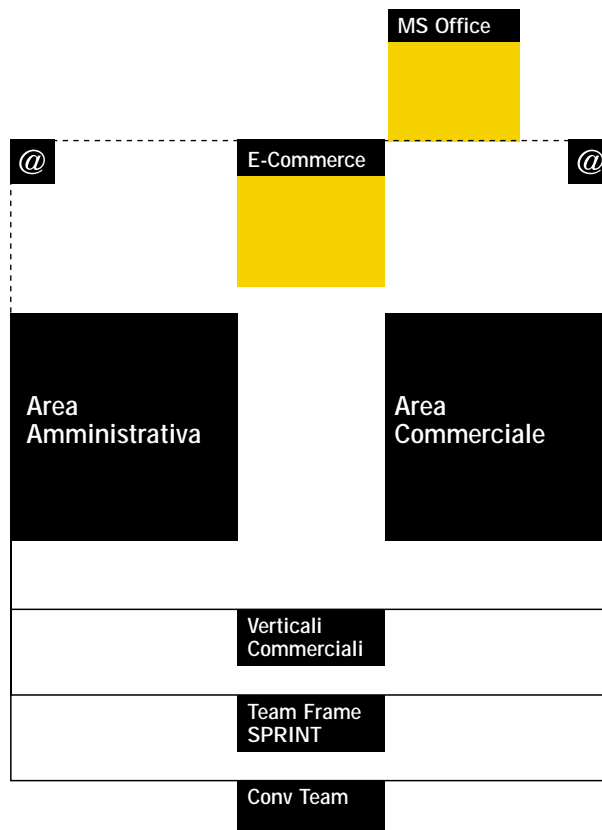 MS Office
@
E-Commerce
@
Area
Amministrativa
Area
Commerciale
Verticali
Commerciali
Team Frame
SPRINT
Conv Team